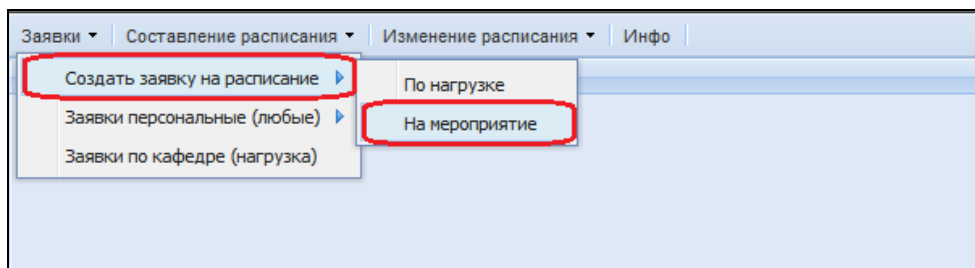 Заявки Составление расписания Изменение расписания Инфо
Создать заявку на расписание
По нагрузке
Заявки персональные (любые)
На мероприятие
Заявки по кафедре (нагрузка)